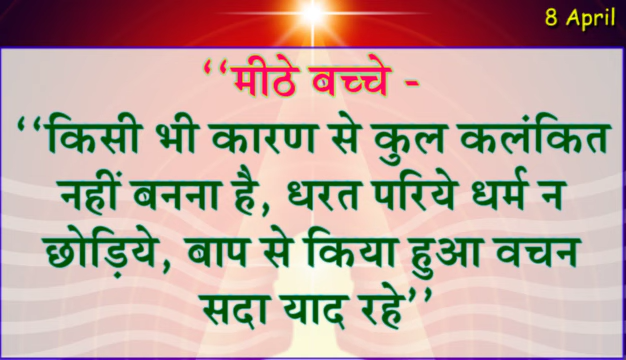 8 April
‘‘मीठे बच्चे -
‘‘किसी भी कारण से कुल कलंकित
नहीं बनना है, धरत परिये धर्म न
छोड़िये, बाप से किया हुआ वचन
सदा याद रहे’’